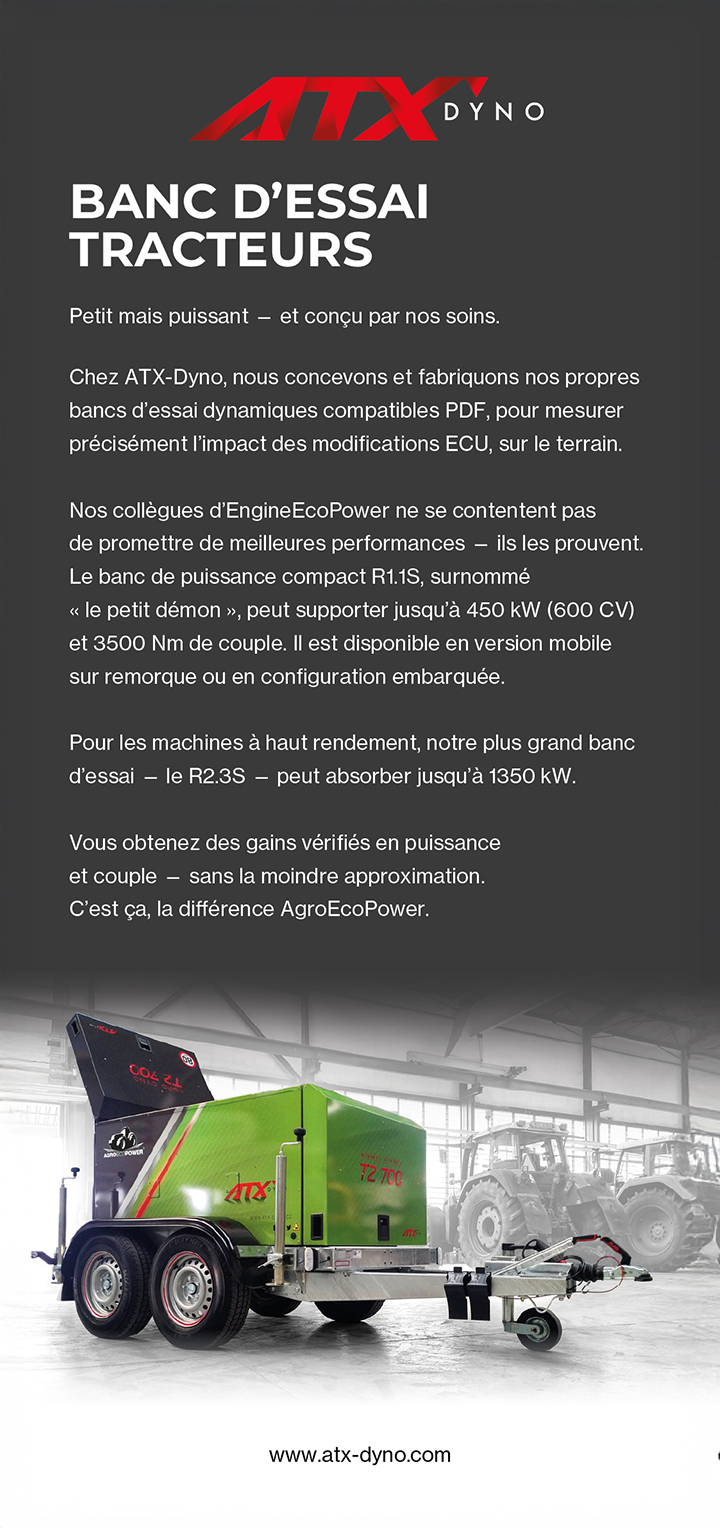 ATX DYNO
BANC D’ESSAI
TRACTEURS
Petit mais puissant — et conçu par nos soins.
Chez ATX-Dyno, nous concevons et fabriquons nos propres
bancs d’essai dynamiques compatibles PDF, pour mesurer
précisément l’impact des modifications ECU, sur le terrain.
Nos collègues d’EngineEcoPower ne se contentent pas
de promettre de meilleures performances — ils les prouvent.
Le banc de puissance compact R1.1S, surnommé
« le petit démon », peut supporter jusqu’à 450 kW (600 CV)
et 3500 Nm de couple. Il est disponible en version mobile
sur remorque ou en configuration embarquée.
Pour les machines à haut rendement, notre plus grand banc
d’essai — le R2.3S — peut absorber jusqu’à 1350 kW.
Vous obtenez des gains vérifiés en puissance
et couple — sans la moindre approximation.
C’est ça, la différence AgroEcoPower.
T2 700
AGROECOPOWER
ATX
T2 700
ATX
www.atx-dyno.com